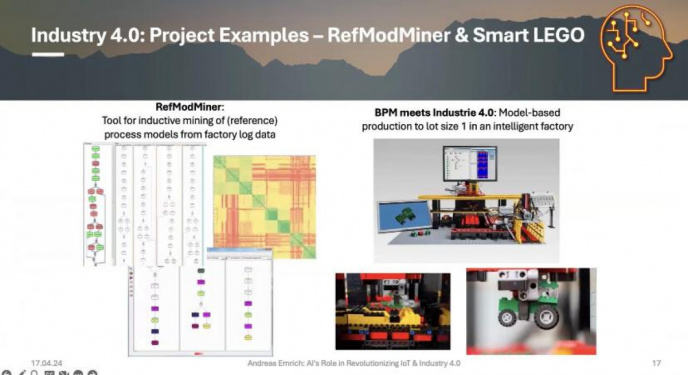 Industry 4.0: Project Examples – RefModMiner & Smart LEGO
RefModMiner:
Tool for inductive mining of (reference)
process models from factory log data
BPM meets Industrie 4.0: Model-based
production to lot size 1 in an intelligent factory
17.04.24
Andreas Emrich: AI's Role in Revolutionizing IoT & Industry 4.0
17